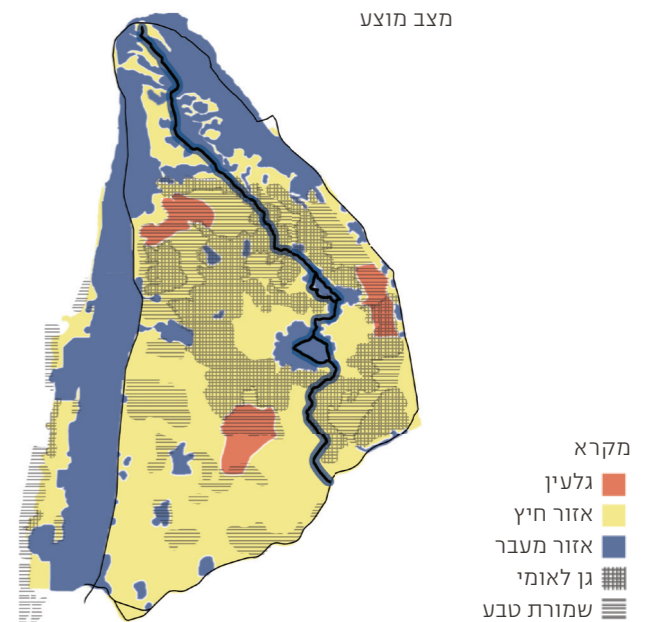 מצב מוצע
מקרא
גלעין
אזור חיץ
אזור מעבר
גן לאומי
שמורת טבע